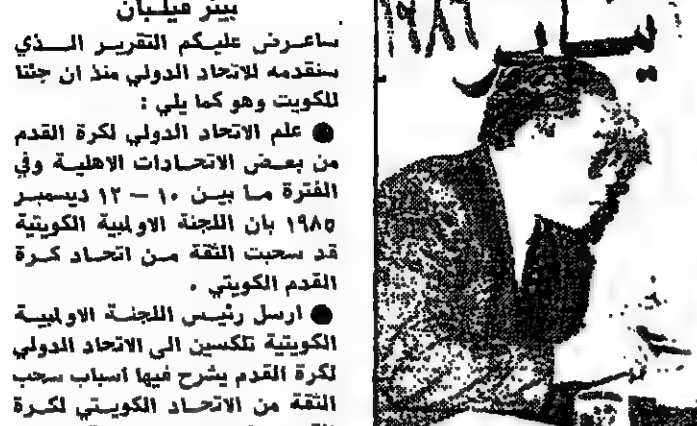 بيتر فيلبان
ساعرض عليكم التقرير الذي
سنقدمه للاتحاد الدولي منذ ان جئنا
للكويت وهو كما يلي :
● علم الاتحاد الدولي لكرة القدم
من بعض الاتحادات الاهلية وفي
الفترة ما بين ١٠ — ١٢ ديسمبر
١٩٨٥ بان اللجنة الاولمبية الكويتية
قد سحبت الثقة من اتحاد كرة
القدم الكويتي .
● ارسل رئيس اللجنة الاولمبية
الكويتية تلكسين الى الاتحاد الدولي
لكرة القدم يشرح فيها أسباب سحب
الثقة من الاتحاد الكويتي لكرة